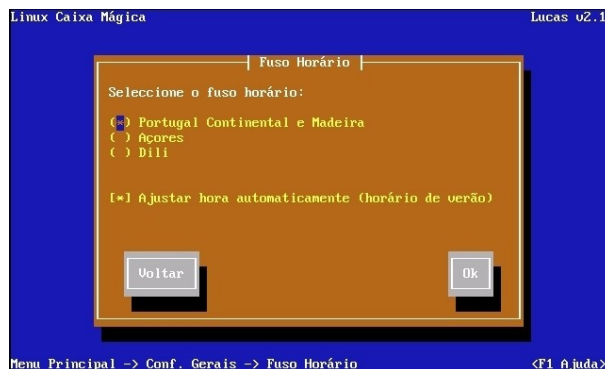 Linux Caixa Mágica Lucas v2.1
Fuso Horário
Seleccione o fuso horário:
(*) Portugal Continental e Madeira
( ) Açores
( ) Dili
[*] Ajustar hora automaticamente (horário de verão)
Voltar Ok
Menu Principal -> Conf. Gerais -> Fuso Horário <F1 Ajuda>